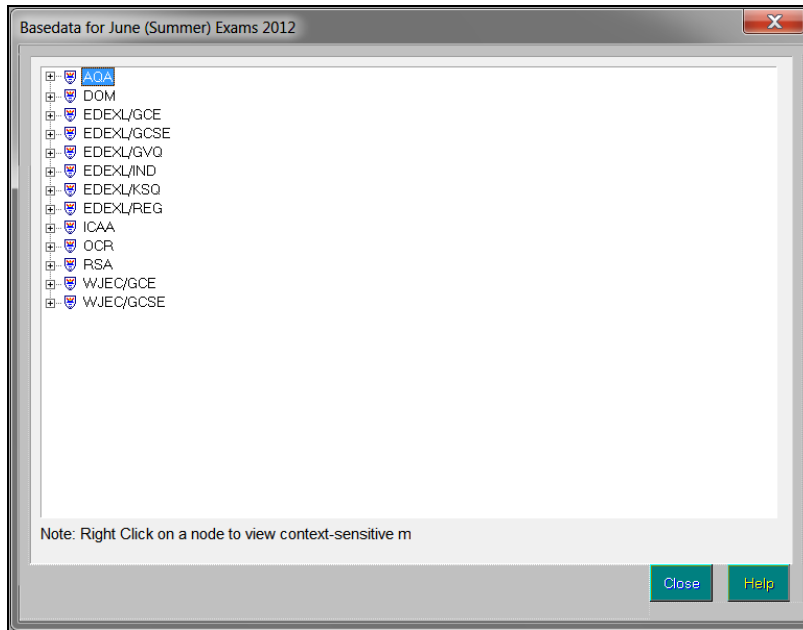 Basedata for June (Summer) Exams 2012
AQA
DOM
EDEXL/GCE
EDEXL/GCSE
EDEXL/GVQ
EDEXL/IND
EDEXL/KSQ
EDEXL/REG
ICAA
OCR
RSA
WJEC/GCE
WJEC/GCSE
Note: Right Click on a node to view context-sensitive m
Close Help